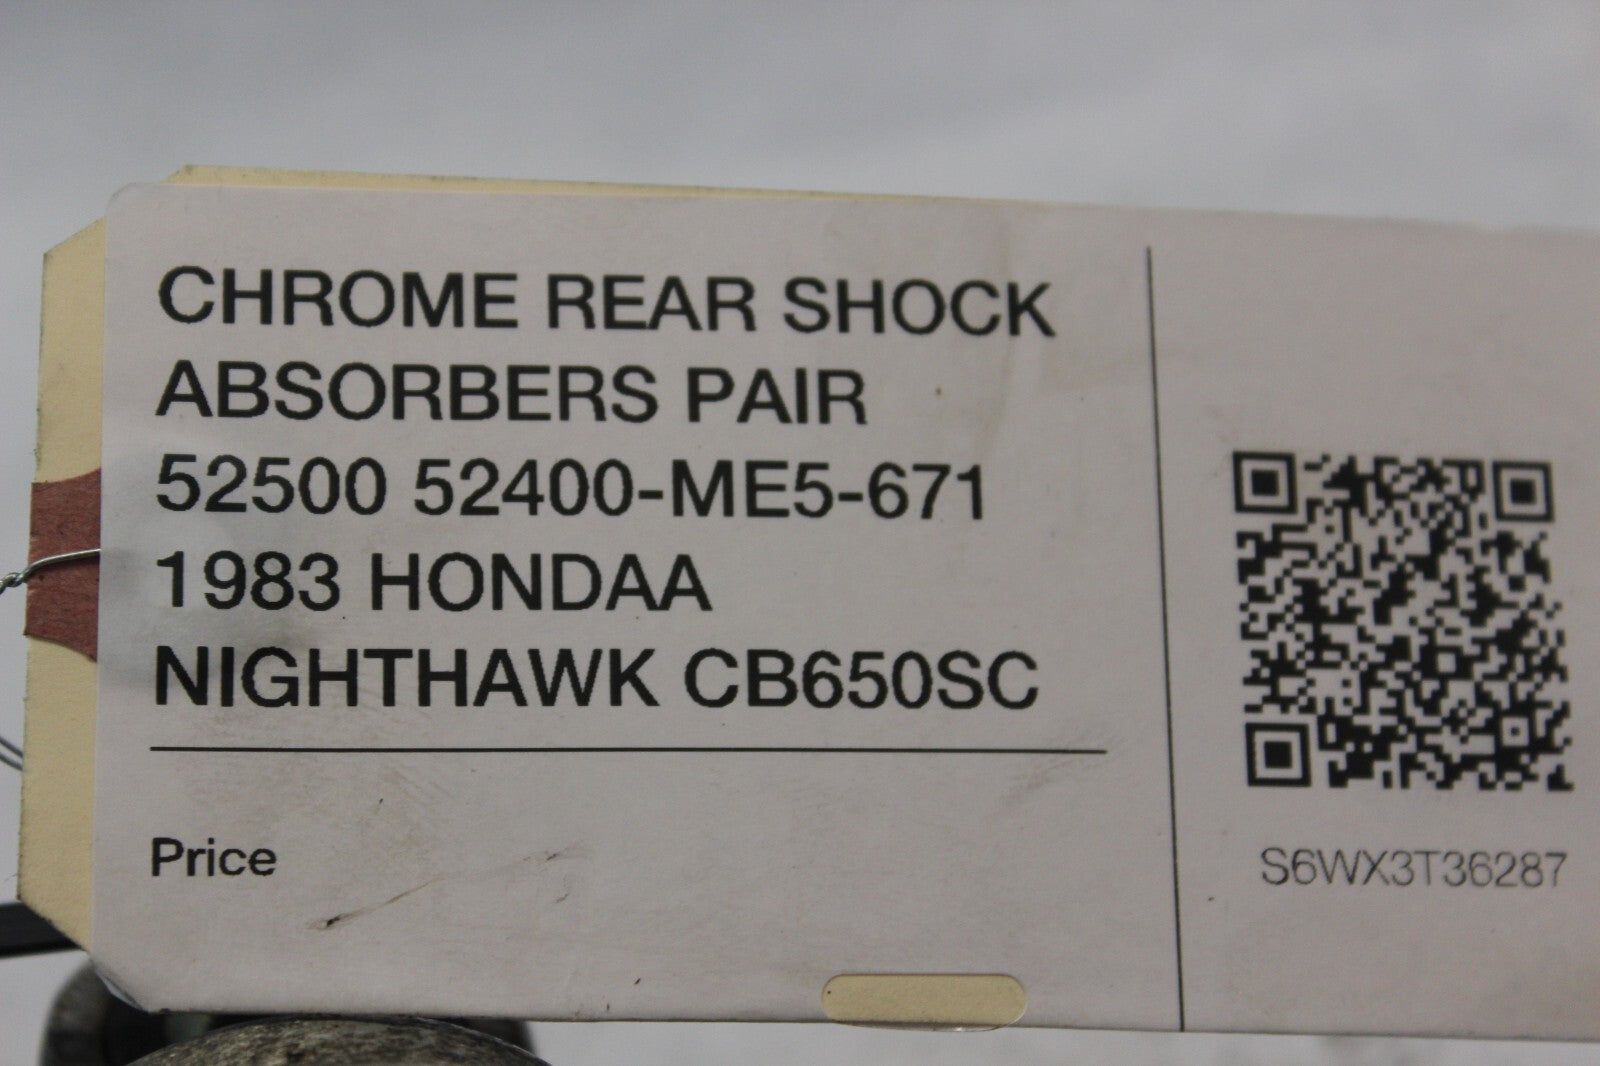 CHROME REAR SHOCK
ABSORBERS PAIR
52500 52400-ME5-671
1983 HONDAA
NIGHTHAWK CB650SC
Price
S6WX3T36287